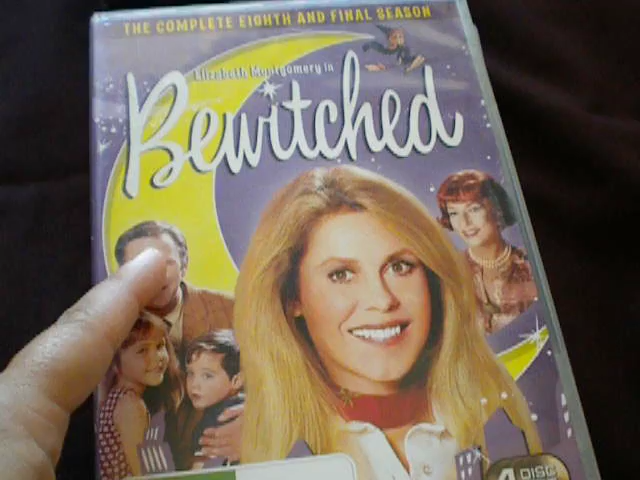 THE COMPLETE EIGHTH AND FINAL SEASON
Elizabeth Montgomery in
Bewitched
4 DISC